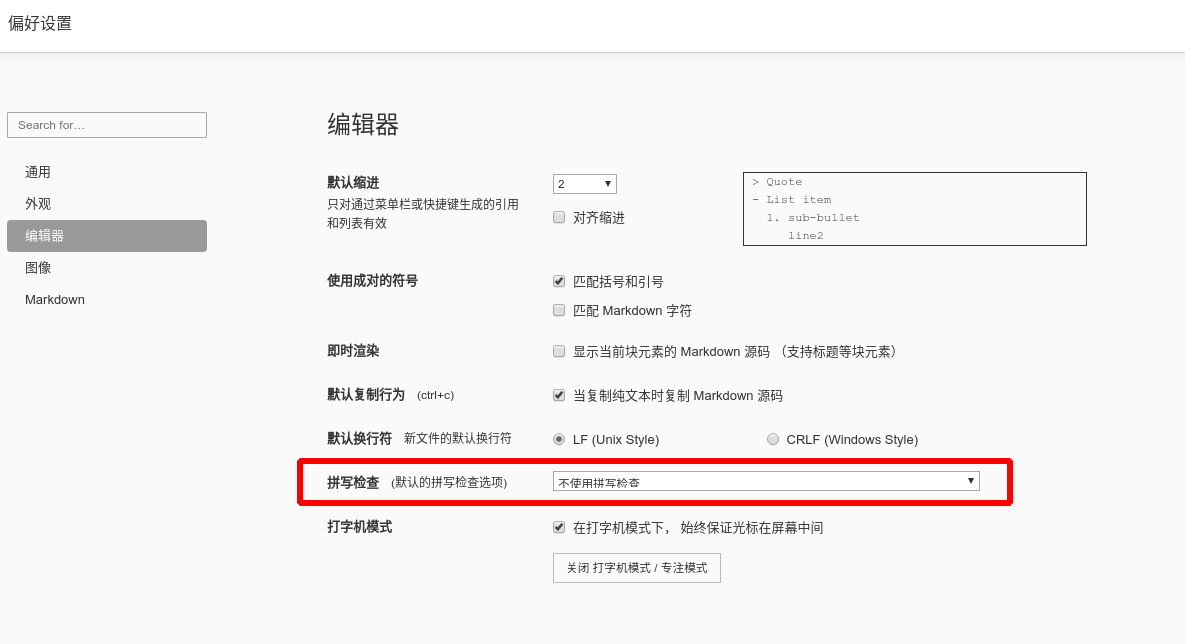 偏好设置
Search for…
通用
外观
编辑器
图像
Markdown
编辑器
默认缩进
只对通过菜单栏或快捷键生成的引用
和列表有效
2
对齐缩进
> Quote
- List item
1. sub-bullet
line2
使用成对的符号
匹配括号和引号
匹配 Markdown 字符
即时渲染
显示当前块元素的 Markdown 源码 （支持标题等块元素）
默认复制行为 (ctrl+c)
当复制纯文本时复制 Markdown 源码
默认换行符 新文件的默认换行符
LF (Unix Style)
CRLF (Windows Style)
拼写检查 (默认的拼写检查选项)
不使用拼写检查
打字机模式
在打字机模式下， 始终保证光标在屏幕中间
关闭 打字机模式 / 专注模式